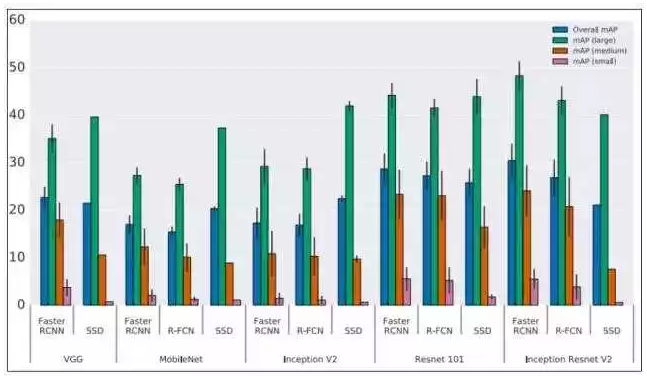 60
50
40
30
20
10
0
Overall mAP
mAP (large)
mAP (medium)
mAP (small)
Faster RCNN SSD Faster RCNN R-FCN SSD Faster RCNN R-FCN SSD Faster RCNN R-FCN SSD Faster RCNN R-FCN SSD
VGG MobileNet Inception V2 Resnet 101 Inception Resnet V2